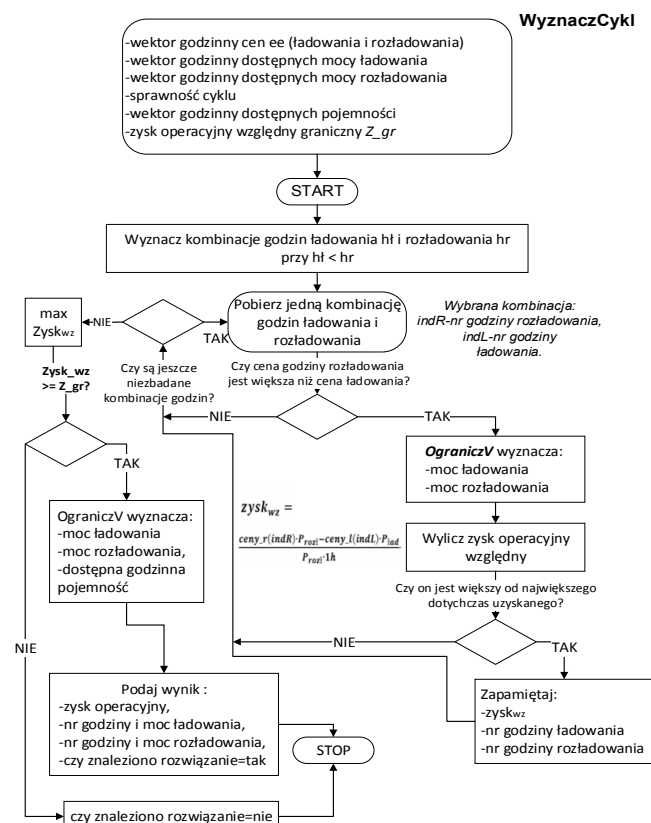 WyznaczCykl
-wektor godzinny cen ee (ładowania i rozładowania)
-wektor godzinny dostępnych mocy ładowania
-wektor godzinny dostępnych mocy rozładowania
-sprawność cyklu
-wektor godzinny dostępnych pojemności
-zysk operacyjny względny graniczny Z_gr
START
Wyznacz kombinacje godzin ładowania hł i rozładowania hr
przy hł < hr
Pobierz jedną kombinację
godzin ładowania i
rozładowania
Wybrana kombinacja:
indR-nr godziny rozładowania,
indL-nr godziny
ładowania.
max
Zyskwz
NIE
TAK
Czy są jeszcze
niezbadane
kombinacje godzin?
Czy cena godziny rozładowania
jest większa niż cena ładowania?
Zysk_wz
>= Z_gr?
NIE
TAK
TAK
OgraniczV wyznacza:
-moc ładowania
-moc rozładowania
OgraniczV wyznacza:
-moc ładowania
-moc rozładowania,
-dostępna godzinna
pojemność
zysk_wz =
ceny_r(indR)·P_rozł−ceny_l(indL)·P_ład
P_rozł·1h
Wylicz zysk operacyjny
względny
Czy on jest większy od największego
dotychczas uzyskanego?
NIE
NIE
TAK
Podaj wynik :
-zysk operacyjny,
-nr godziny i moc ładowania,
-nr godziny i moc rozładowania,
-czy znaleziono rozwiązanie=tak
STOP
Zapamiętaj:
-zyskwz
-nr godziny ładowania
-nr godziny rozładowania
czy znaleziono rozwiązanie=nie